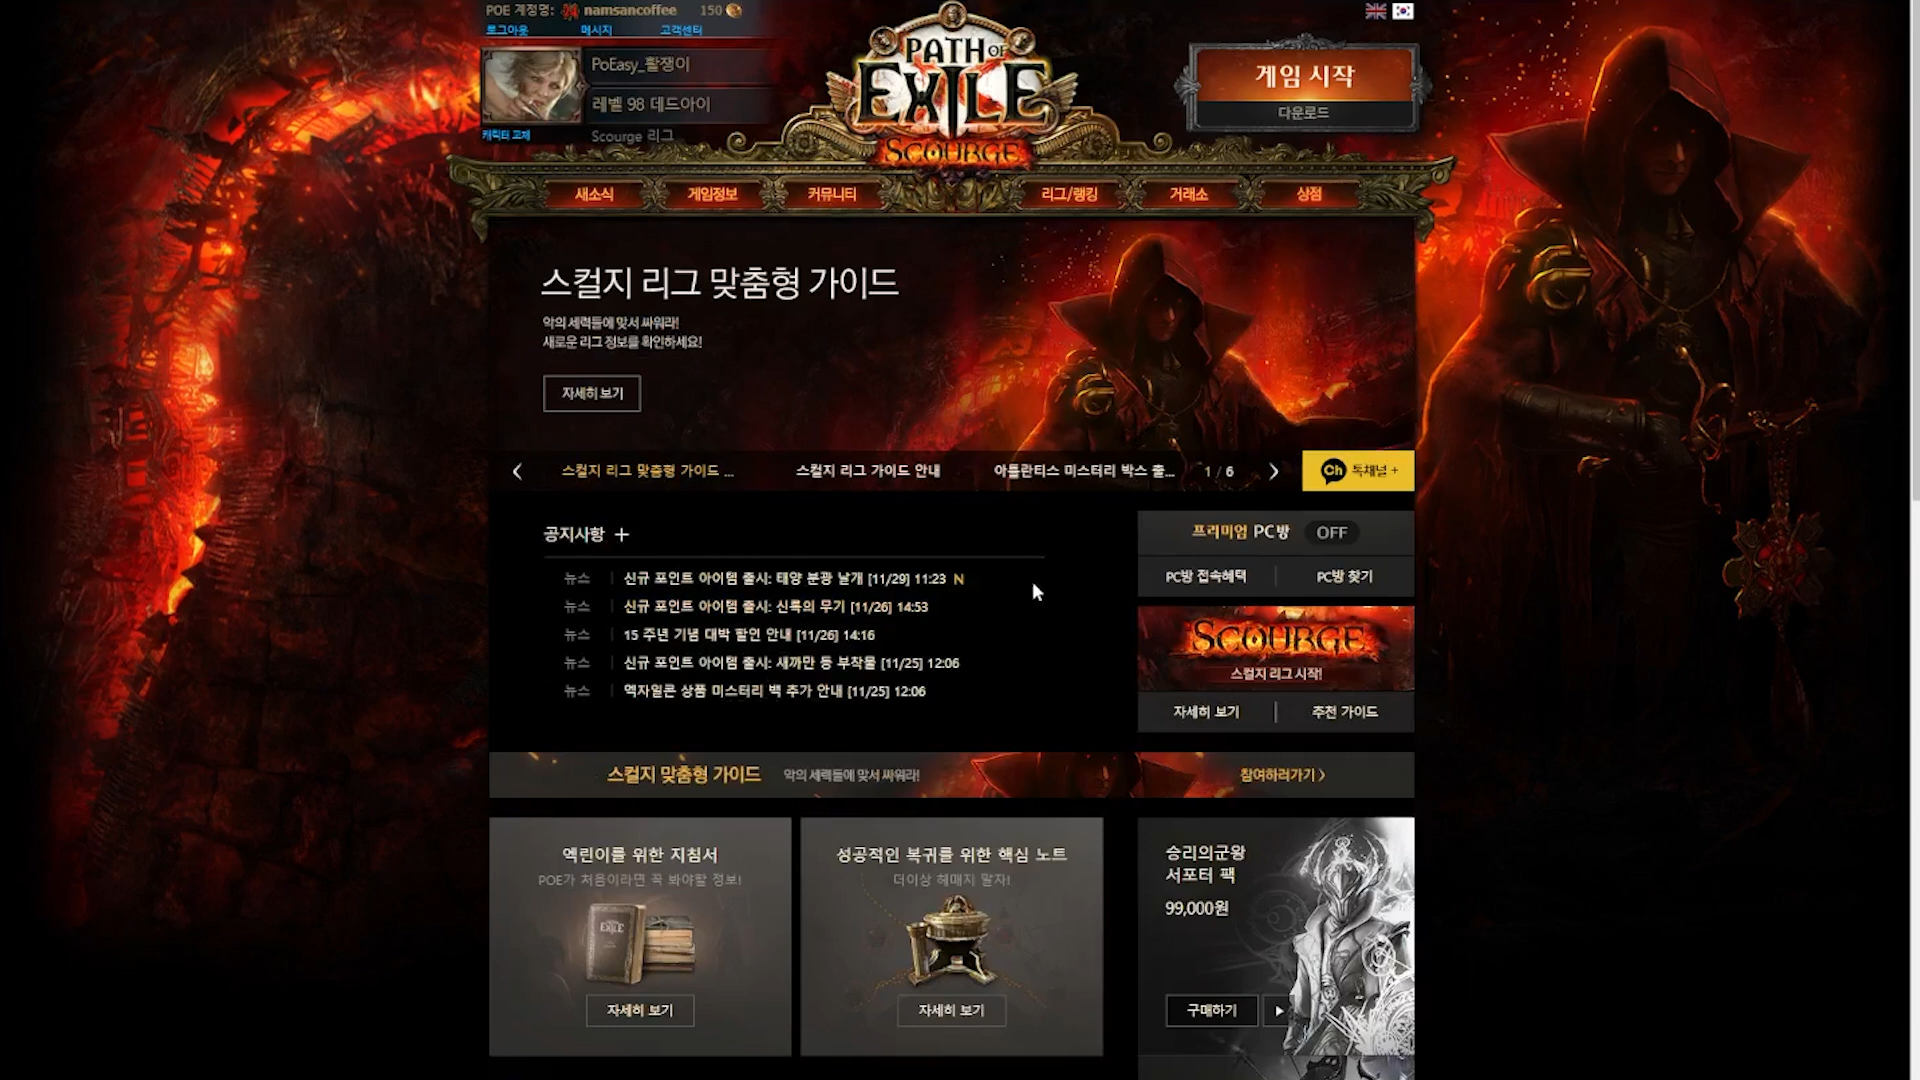 POE 계정명: namsancoffee 150
로그아웃 메시지 고객센터
PoEasy_활쟁이
레벨 98 데드아이
캐릭터 교체 Scourge 리그
PATH OF EXILE
SCOURGE
게임 시작
다운로드
새소식 게임정보 커뮤니티 리그/랭킹 거래소 상점
스컬지 리그 맞춤형 가이드
악의 세력들에 맞서 싸워라!
새로운 리그 정보를 확인하세요!
자세히 보기
스컬지 리그 맞춤형 가이드 ... 스컬지 리그 가이드 안내 아틀란티스 미스터리 박스 출... 1 / 6 Ch 톡채널 +
공지사항 +
뉴스 신규 포인트 아이템 출시: 태양 분광 날개 [11/29] 11:23 N
뉴스 신규 포인트 아이템 출시: 신록의 무기 [11/26] 14:53
뉴스 15 주년 기념 대박 할인 안내 [11/26] 14:16
뉴스 신규 포인트 아이템 출시: 새까만 등 부착물 [11/25] 12:06
뉴스 엑자일콘 상품 미스터리 백 추가 안내 [11/25] 12:06
프리미엄 PC방 OFF
PC방 접속혜택 PC방 찾기
SCOURGE
스컬지 리그 시작!
자세히 보기 추천 가이드
스컬지 맞춤형 가이드 악의 세력들에 맞서 싸워라! 참여하러가기 >
엑린이를 위한 지침서
POE가 처음이라면 꼭 봐야할 정보!
EXILE
자세히 보기
성공적인 복귀를 위한 핵심 노트
더이상 헤매지 말자!
자세히 보기
승리의군왕
서포터 팩
99,000원
구매하기